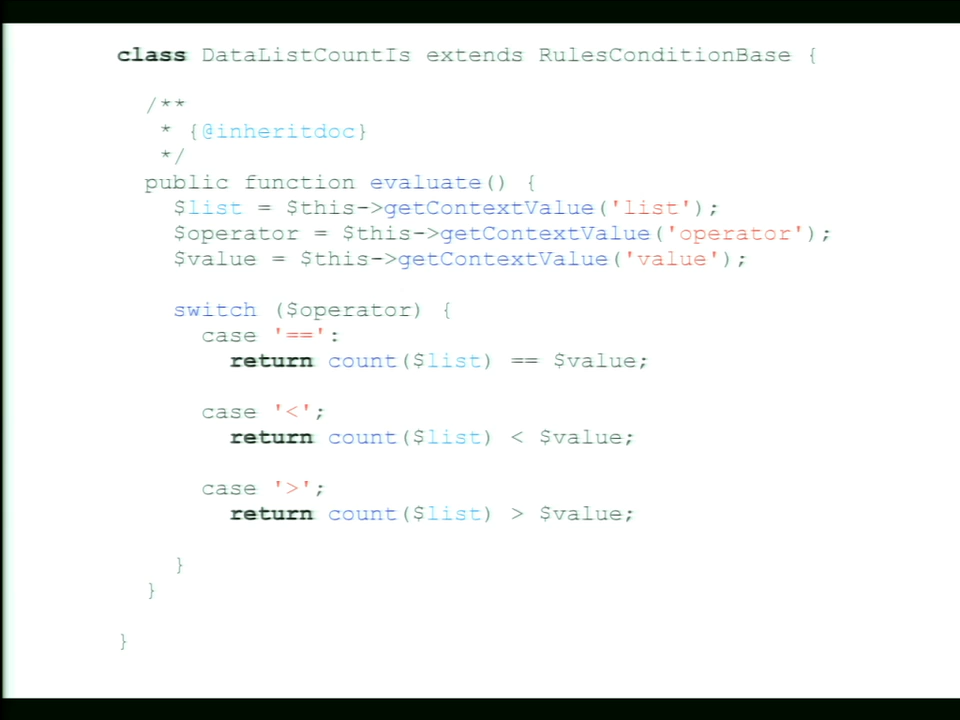 class DataListCountIs extends RulesConditionBase {
/**
* {@inheritdoc}
*/
public function evaluate() {
$list = $this->getContextValue('list');
$operator = $this->getContextValue('operator');
$value = $this->getContextValue('value');
switch ($operator) {
case '==':
return count($list) == $value;
case '<';
return count($list) < $value;
case '>';
return count($list) > $value;
}
}
}